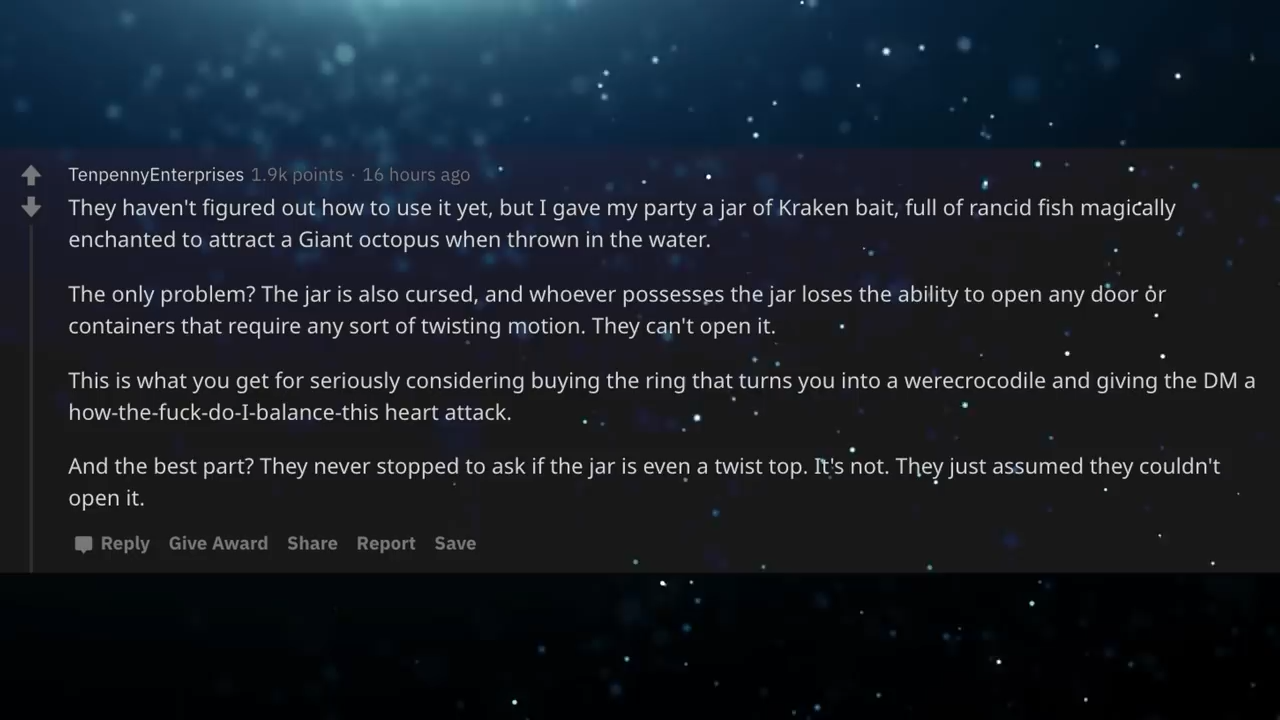 TenpennyEnterprises 1.9k points · 16 hours ago
They haven't figured out how to use it yet, but I gave my party a jar of Kraken bait, full of rancid fish magically
enchanted to attract a Giant octopus when thrown in the water.
The only problem? The jar is also cursed, and whoever possesses the jar loses the ability to open any door or
containers that require any sort of twisting motion. They can't open it.
This is what you get for seriously considering buying the ring that turns you into a werecrocodile and giving the DM a
how-the-fuck-do-I-balance-this heart attack.
And the best part? They never stopped to ask if the jar is even a twist top. It's not. They just assumed they couldn't
open it.
Reply Give Award Share Report Save